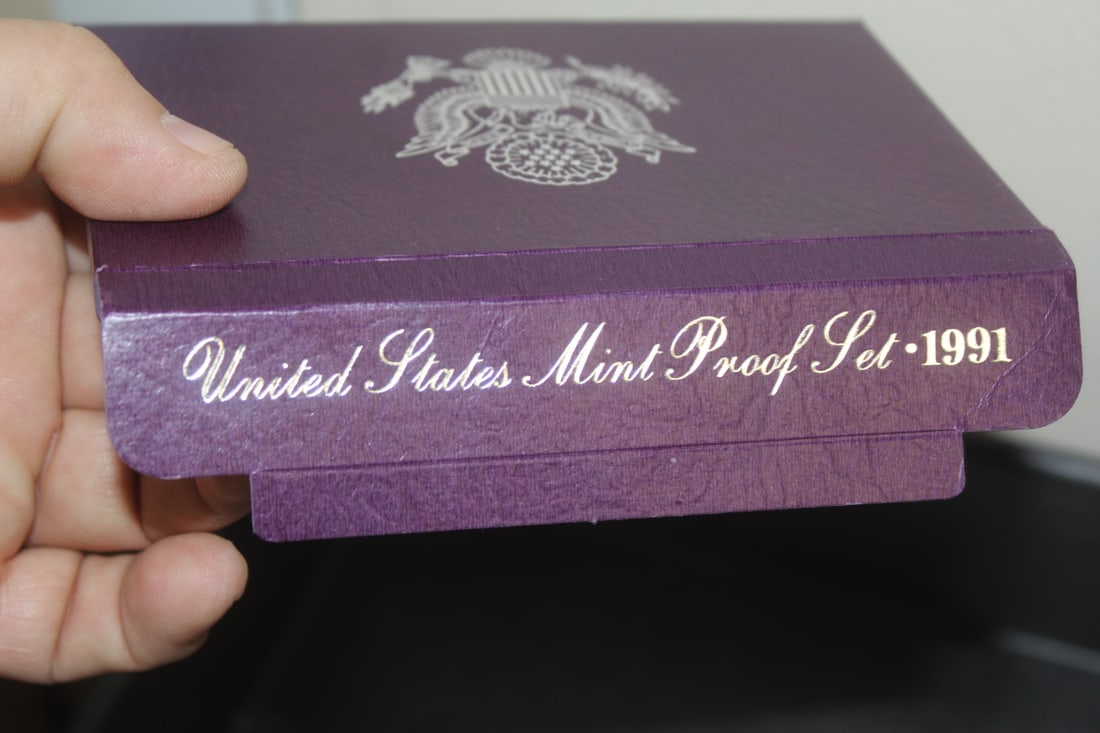 United States Mint Proof Set • 1991